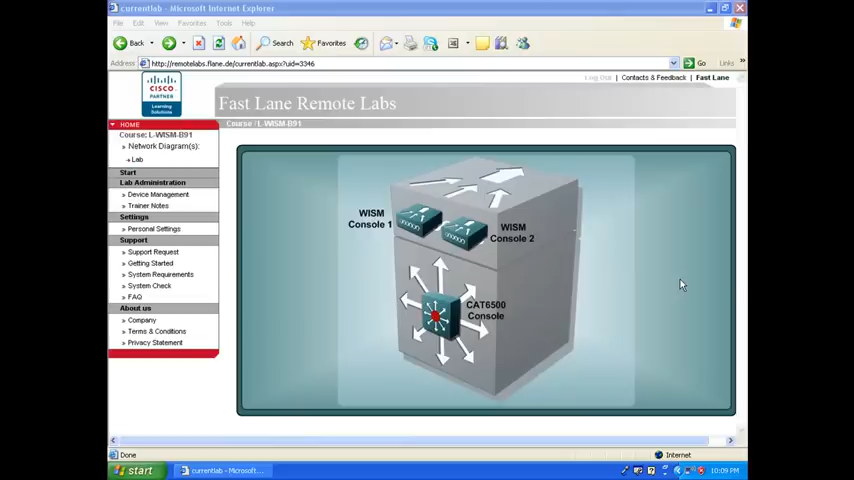 currentlab - Microsoft Internet Explorer
File Edit View Favorites Tools Help
Back Search Favorites
Address http://remotelabs.flane.de/currentlab.aspx?uid=3346 Go Links »
Log Out | Contacts & Feedback | Fast Lane
CISCO
PARTNER
Learning
Solutions
Fast Lane Remote Labs
HOME
Course / L-WISM-B91
Course: L-WISM-B91
» Network Diagram(s):
Lab
Start
Lab Administration
» Device Management
» Trainer Notes
Settings
» Personal Settings
Support
» Support Request
» Getting Started
» System Requirements
» System Check
» FAQ
About us
» Company
» Terms & Conditions
» Privacy Statement
WISM
Console 1
WISM
Console 2
CAT6500
Console
Done Internet
start currentlab - Microsoft... 10:09 PM